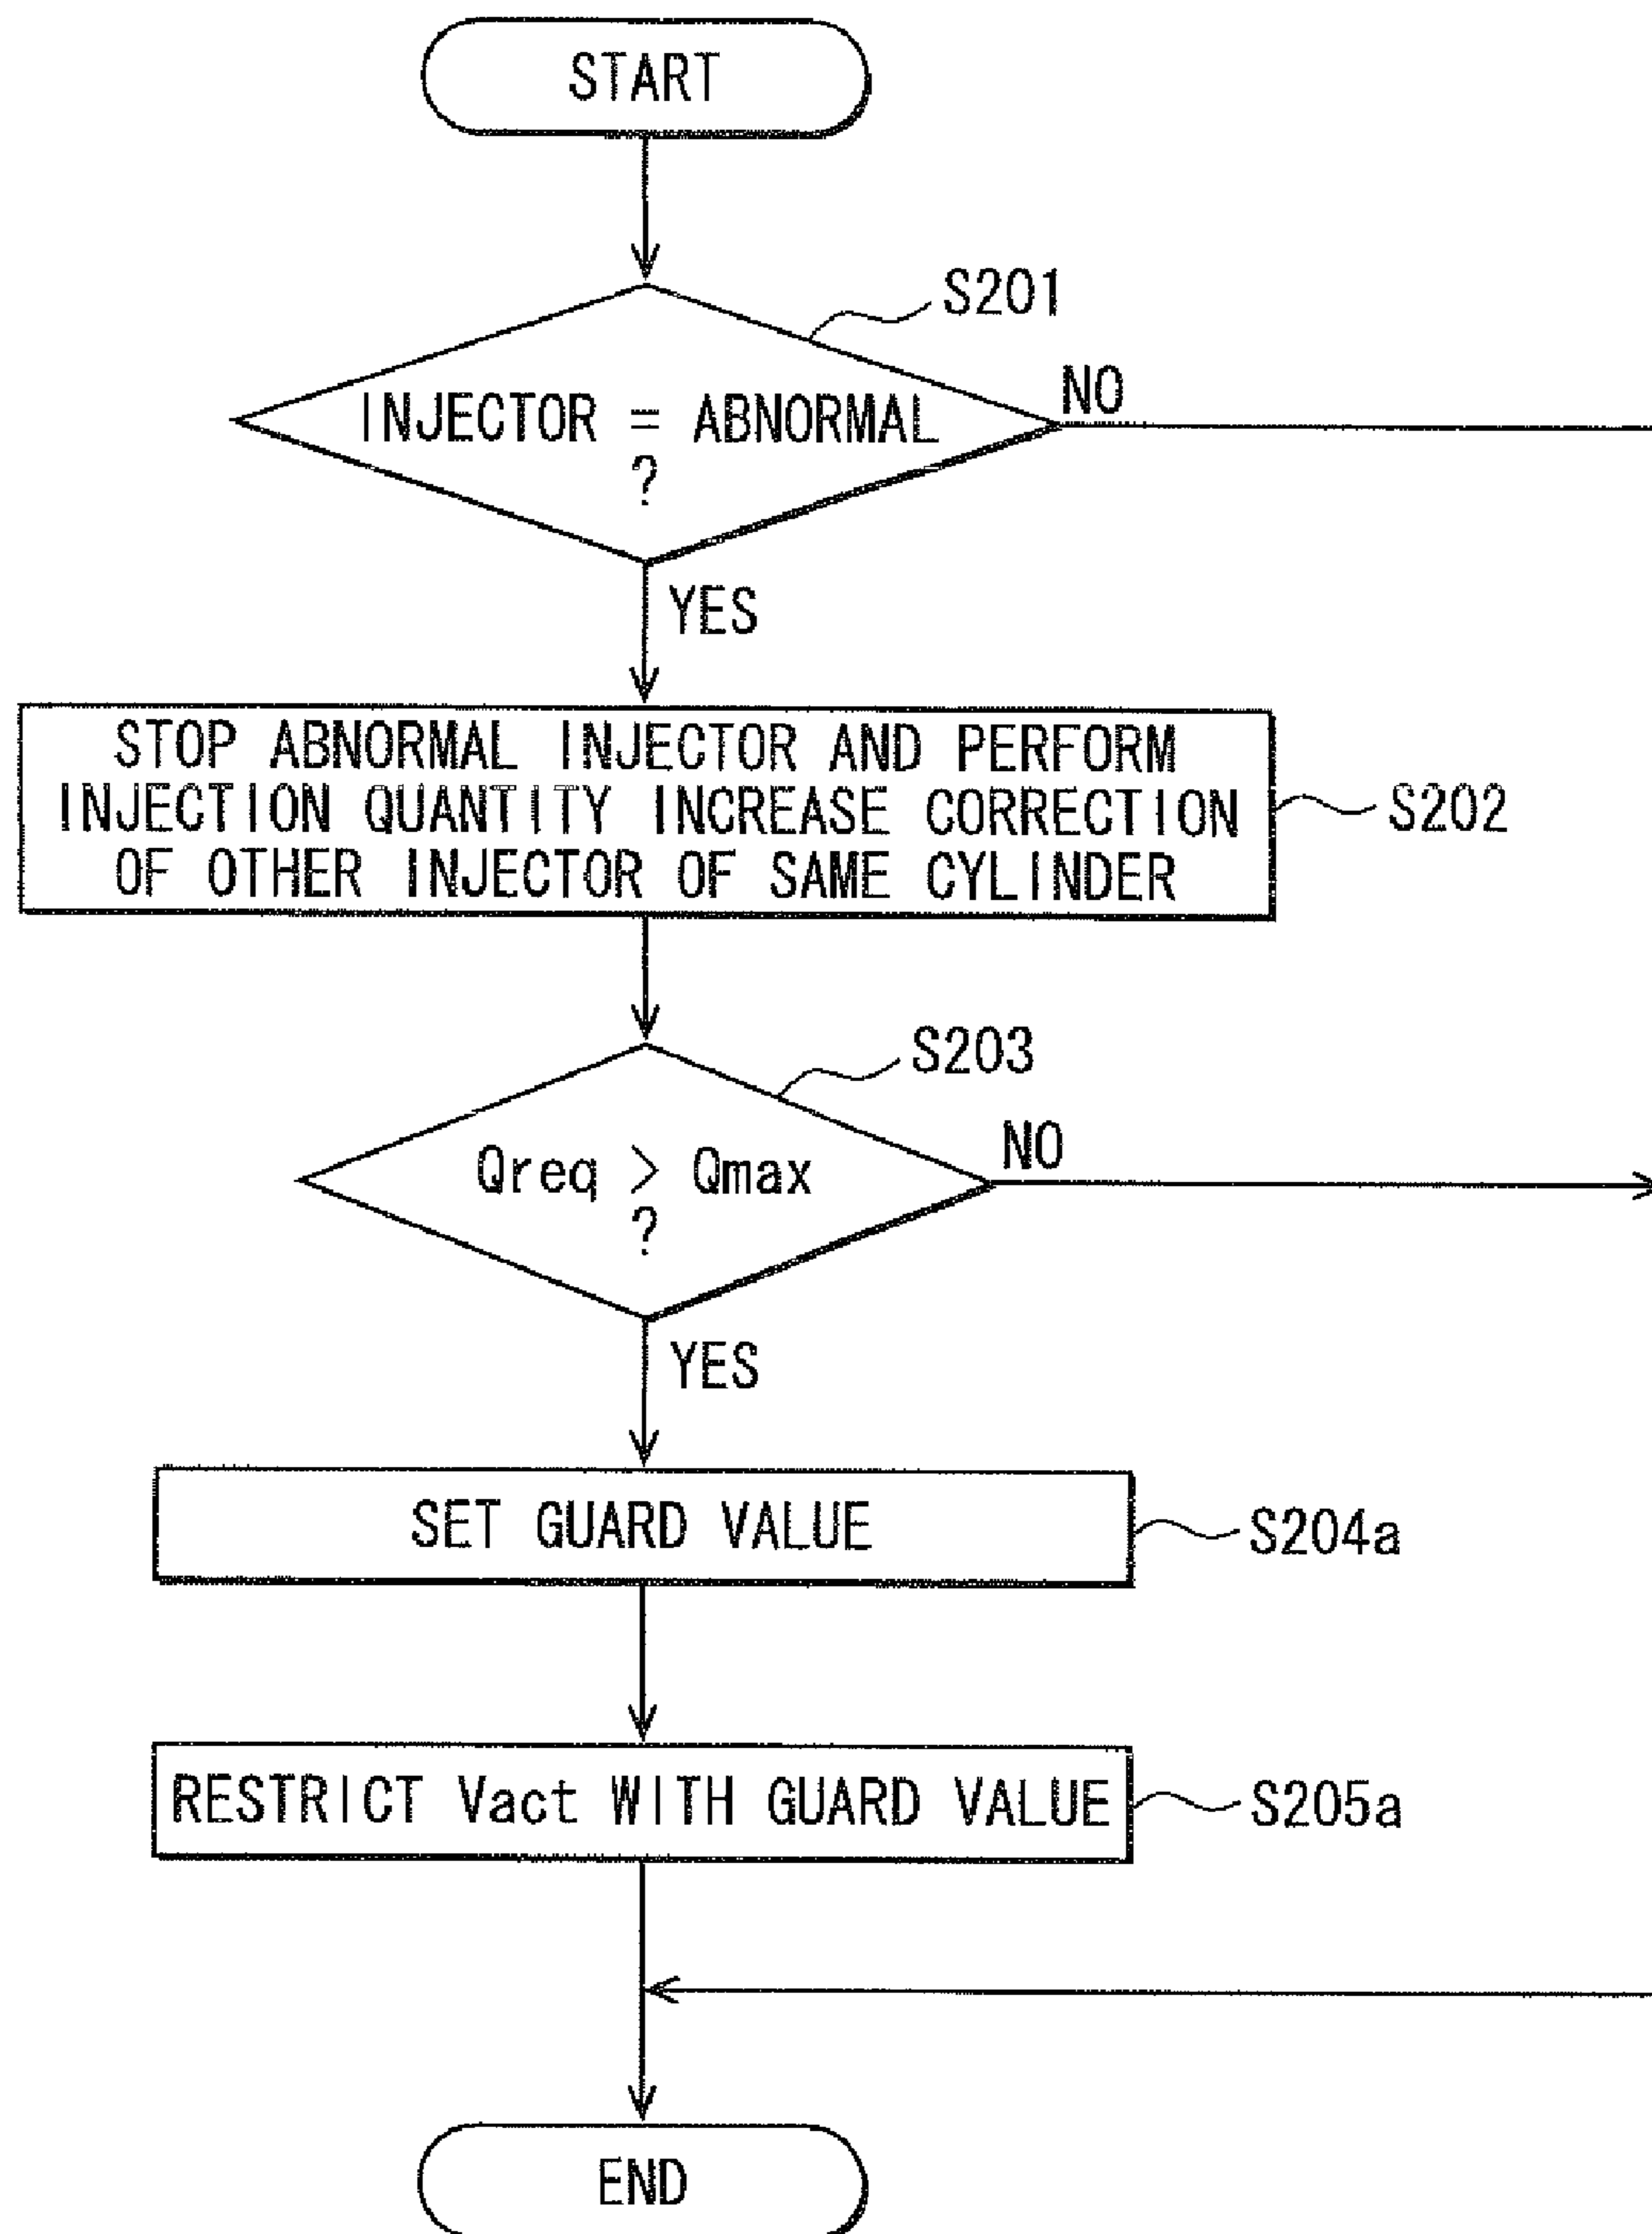 START
S201
INJECTOR = ABNORMAL
?
NO
YES
STOP ABNORMAL INJECTOR AND PERFORM
INJECTION QUANTITY INCREASE CORRECTION
OF OTHER INJECTOR OF SAME CYLINDER
S202
S203
Qreq > Qmax
?
NO
YES
SET GUARD VALUE
S204a
RESTRICT Vact WITH GUARD VALUE
S205a
END